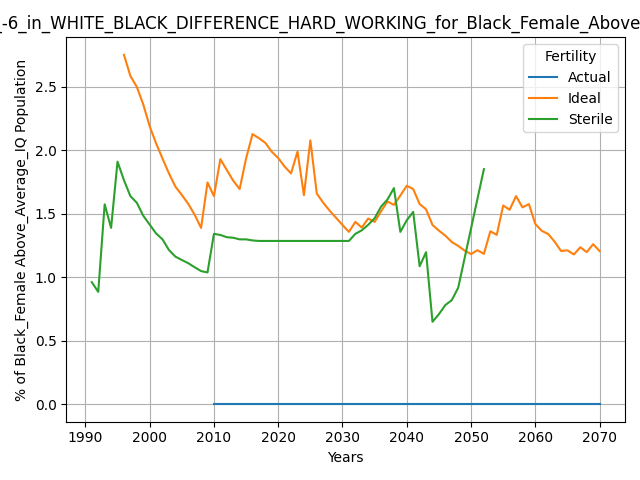 _-6_in_WHITE_BLACK_DIFFERENCE_HARD_WORKING_for_Black_Female_Above
% of Black_Female Above_Average_IQ Population
2.5
2.0
1.5
1.0
0.5
0.0
Fertility
Actual
Ideal
Sterile
1990 2000 2010 2020 2030 2040 2050 2060 2070
Years